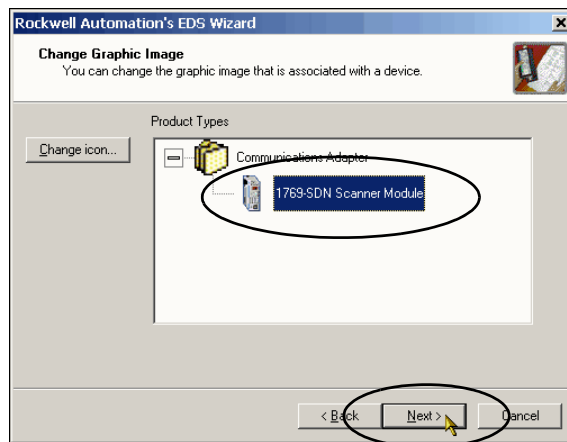 Rockwell Automation's EDS Wizard
Change Graphic Image
You can change the graphic image that is associated with a device.
Product Types
Change icon...
Communications Adapter
1769-SDN Scanner Module
< Back
Next >
Cancel